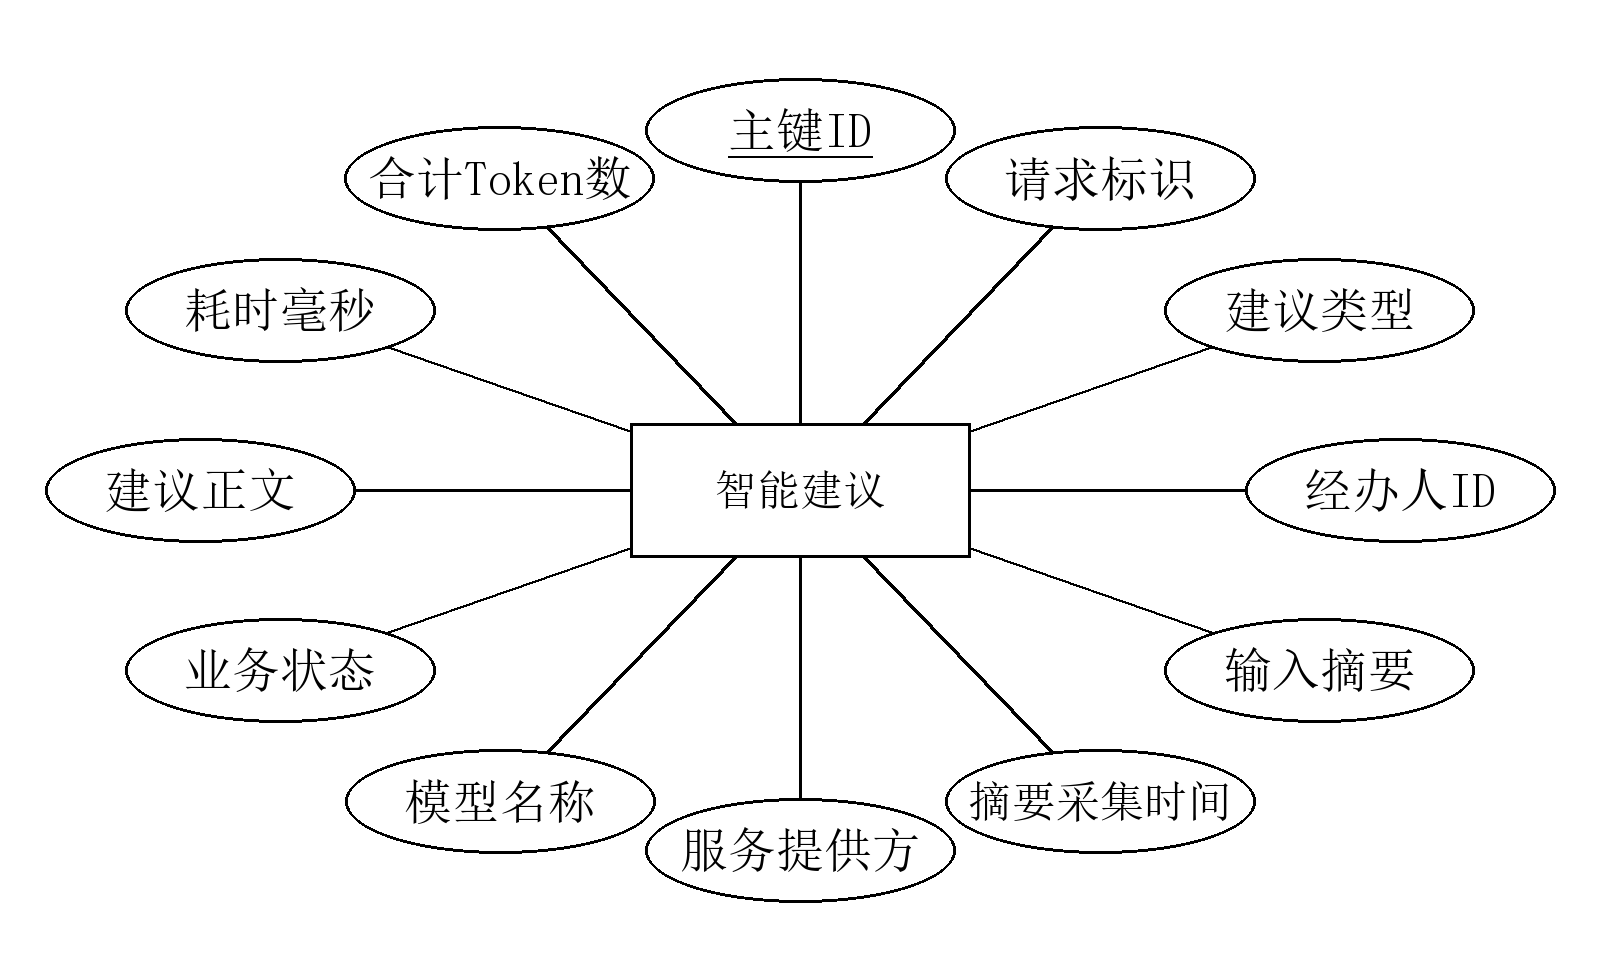 主键ID
合计Token数
请求标识
耗时毫秒
建议类型
建议正文
智能建议
经办人ID
业务状态
输入摘要
模型名称
摘要采集时间
服务提供方